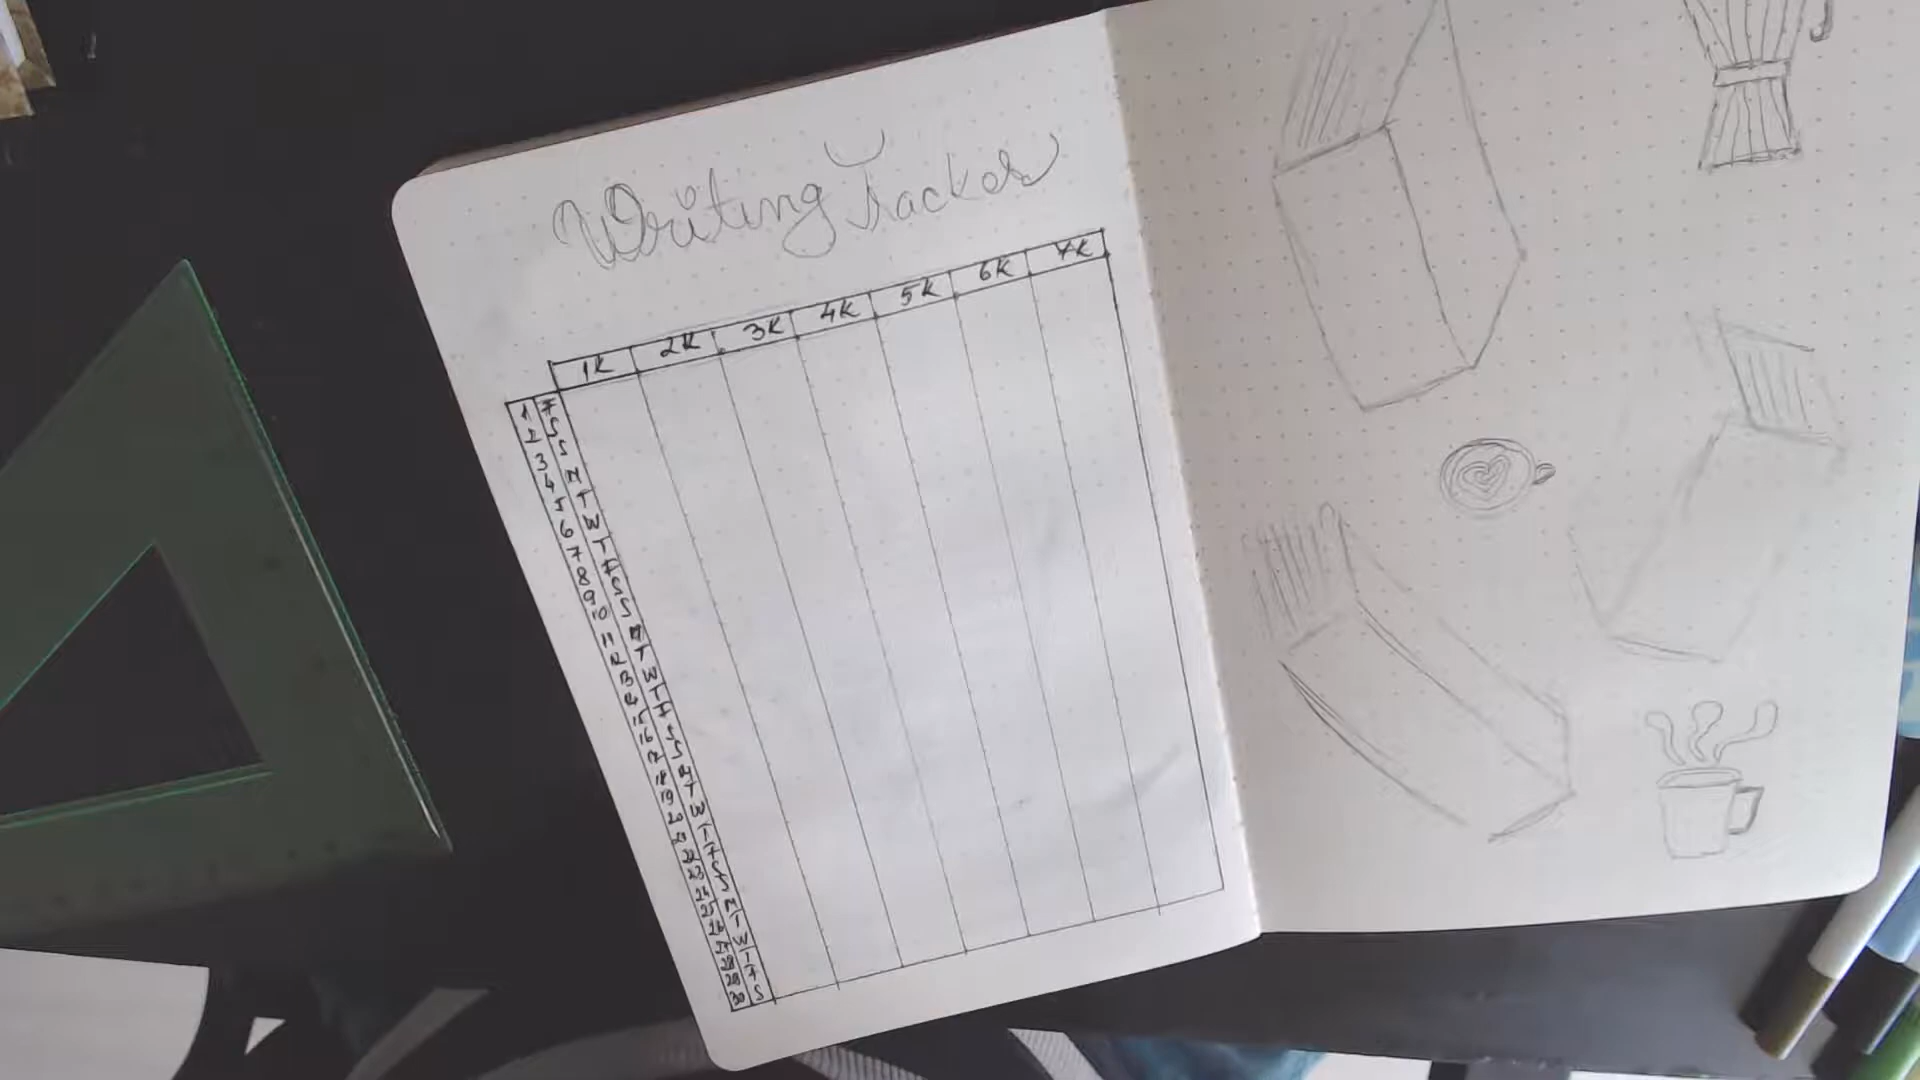 Writing Tracker
1K 2K 3K 4K 5K 6K 7K
1 F
2 S
3 S
4 M
5 T
6 W
7 T
8 F
9 S
10 S
11 M
12 T
13 W
14 T
15 F
16 S
17 S
18 M
19 T
20 W
21 T
22 F
23 S
24 S
25 M
26 T
27 W
28 T
29 F
30 S